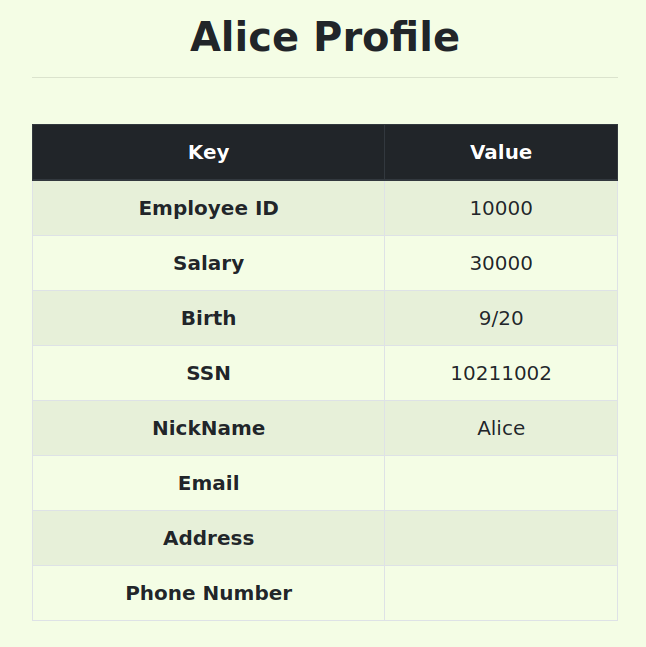 Alice Profile
Key Value
Employee ID 10000
Salary 30000
Birth 9/20
SSN 10211002
NickName Alice
Email
Address
Phone Number